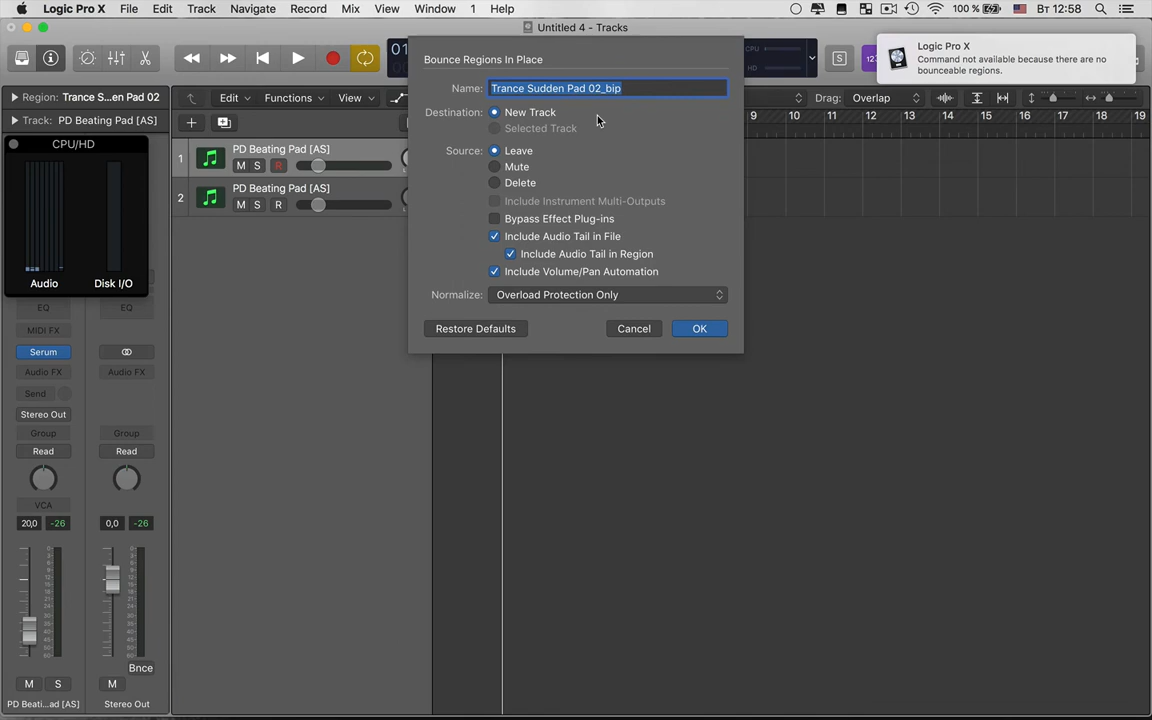 Logic Pro X File Edit Track Navigate Record Mix View Window 1 Help 100 % Вт 12:58
Untitled 4 - Tracks
Logic Pro X
Command not available because there are no
bounceable regions.
CPU
HD
S
Region: Trance S...en Pad 02
Edit Functions View
Drag: Overlap
Track: PD Beating Pad [AS]
9 10 11 12 13 14 15 16 17 18 19
CPU/HD
Audio Disk I/O
1 PD Beating Pad [AS]
M S R
2 PD Beating Pad [AS]
M S R
Bounce Regions In Place
Name: Trance Sudden Pad 02_bip
Destination: New Track
Selected Track
Source: Leave
Mute
Delete
Include Instrument Multi-Outputs
Bypass Effect Plug-ins
Include Audio Tail in File
Include Audio Tail in Region
Include Volume/Pan Automation
Normalize: Overload Protection Only
Restore Defaults Cancel OK
EQ EQ
MIDI FX
Serum
Audio FX Audio FX
Send
Stereo Out
Group Group
Read Read
VCA
20,0 -26 0,0 -26
Bnce
M S M
PD Beati...ad [AS] Stereo Out